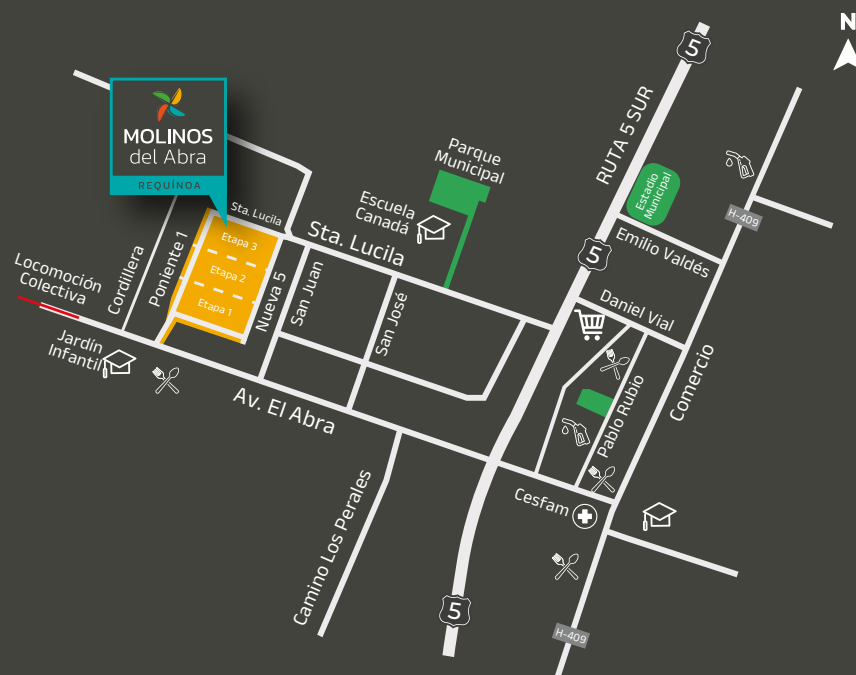 N
5
RUTA 5 SUR
MOLINOS
del Abra
REQUÍNOA
Parque
Municipal
Estadio
Municipal
H-409
Escuela
Canadá
Sta. Lucila
Sta. Lucila
Emilio Valdés
Etapa 3
Etapa 2
Etapa 1
Cordillera
Poniente 1
Nueva 5
San Juan
San José
5
Daniel Vial
Locomoción
Colectiva
Jardín
Infantil
Av. El Abra
Pablo Rubio
Comercio
Camino Los Perales
Cesfam
5
H-409